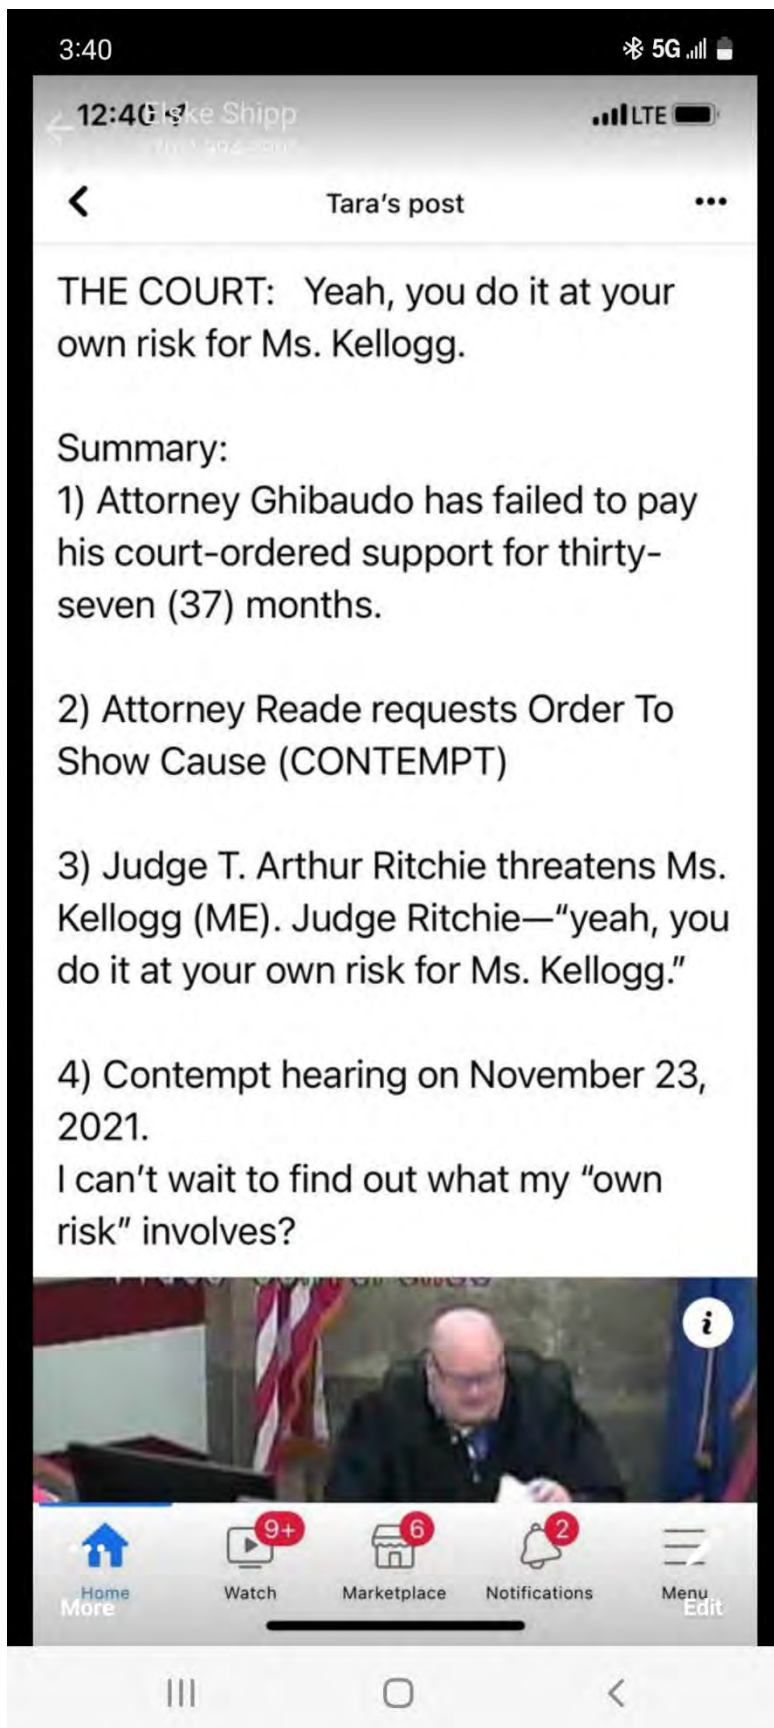 3:40
5G
12:40
Elske Shipp
LTE
Tara's post
THE COURT:   Yeah, you do it at your
own risk for Ms. Kellogg.
Summary:
1) Attorney Ghibaudo has failed to pay
his court-ordered support for thirty-
seven (37) months.
2) Attorney Reade requests Order To
Show Cause (CONTEMPT)
3) Judge T. Arthur Ritchie threatens Ms.
Kellogg (ME). Judge Ritchie—“yeah, you
do it at your own risk for Ms. Kellogg.”
4) Contempt hearing on November 23,
2021.
I can't wait to find out what my “own
risk” involves?
i
9+
6
2
Home
Watch
Marketplace
Notifications
Menu
More
Edit